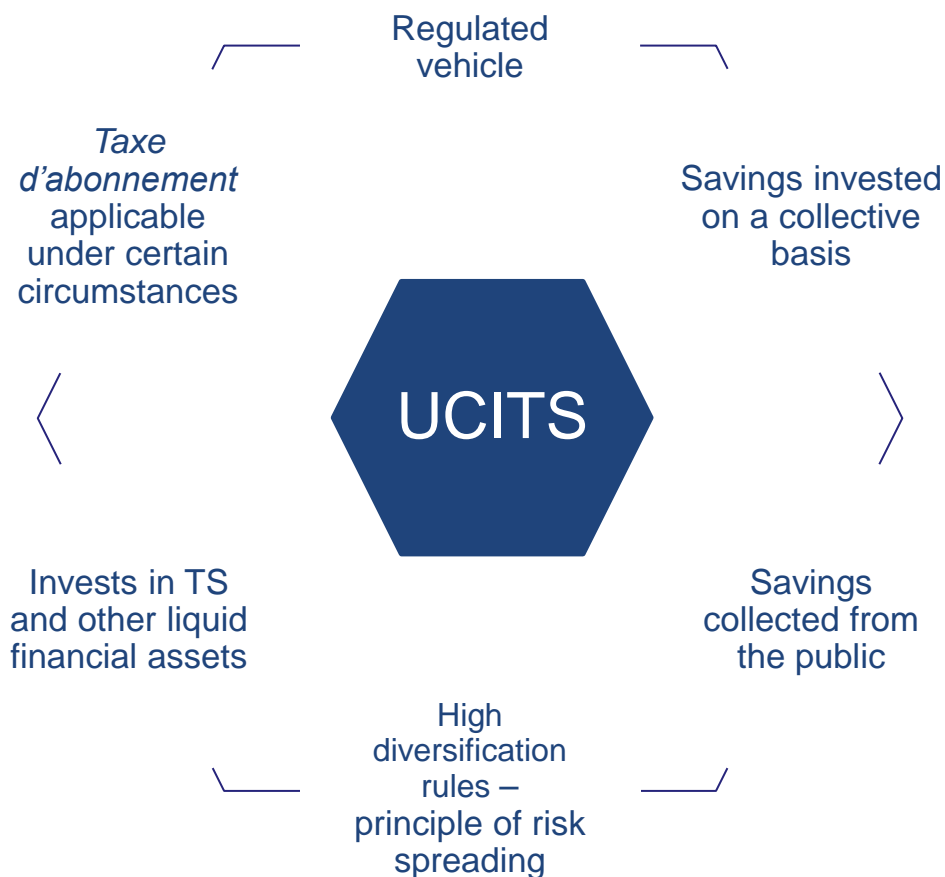 Regulated
vehicle
Taxe
d’abonnement
applicable
under certain
circumstances
Savings invested
on a collective
basis
UCITS
Invests in TS
and other liquid
financial assets
Savings
collected from
the public
High
diversification
rules –
principle of risk
spreading